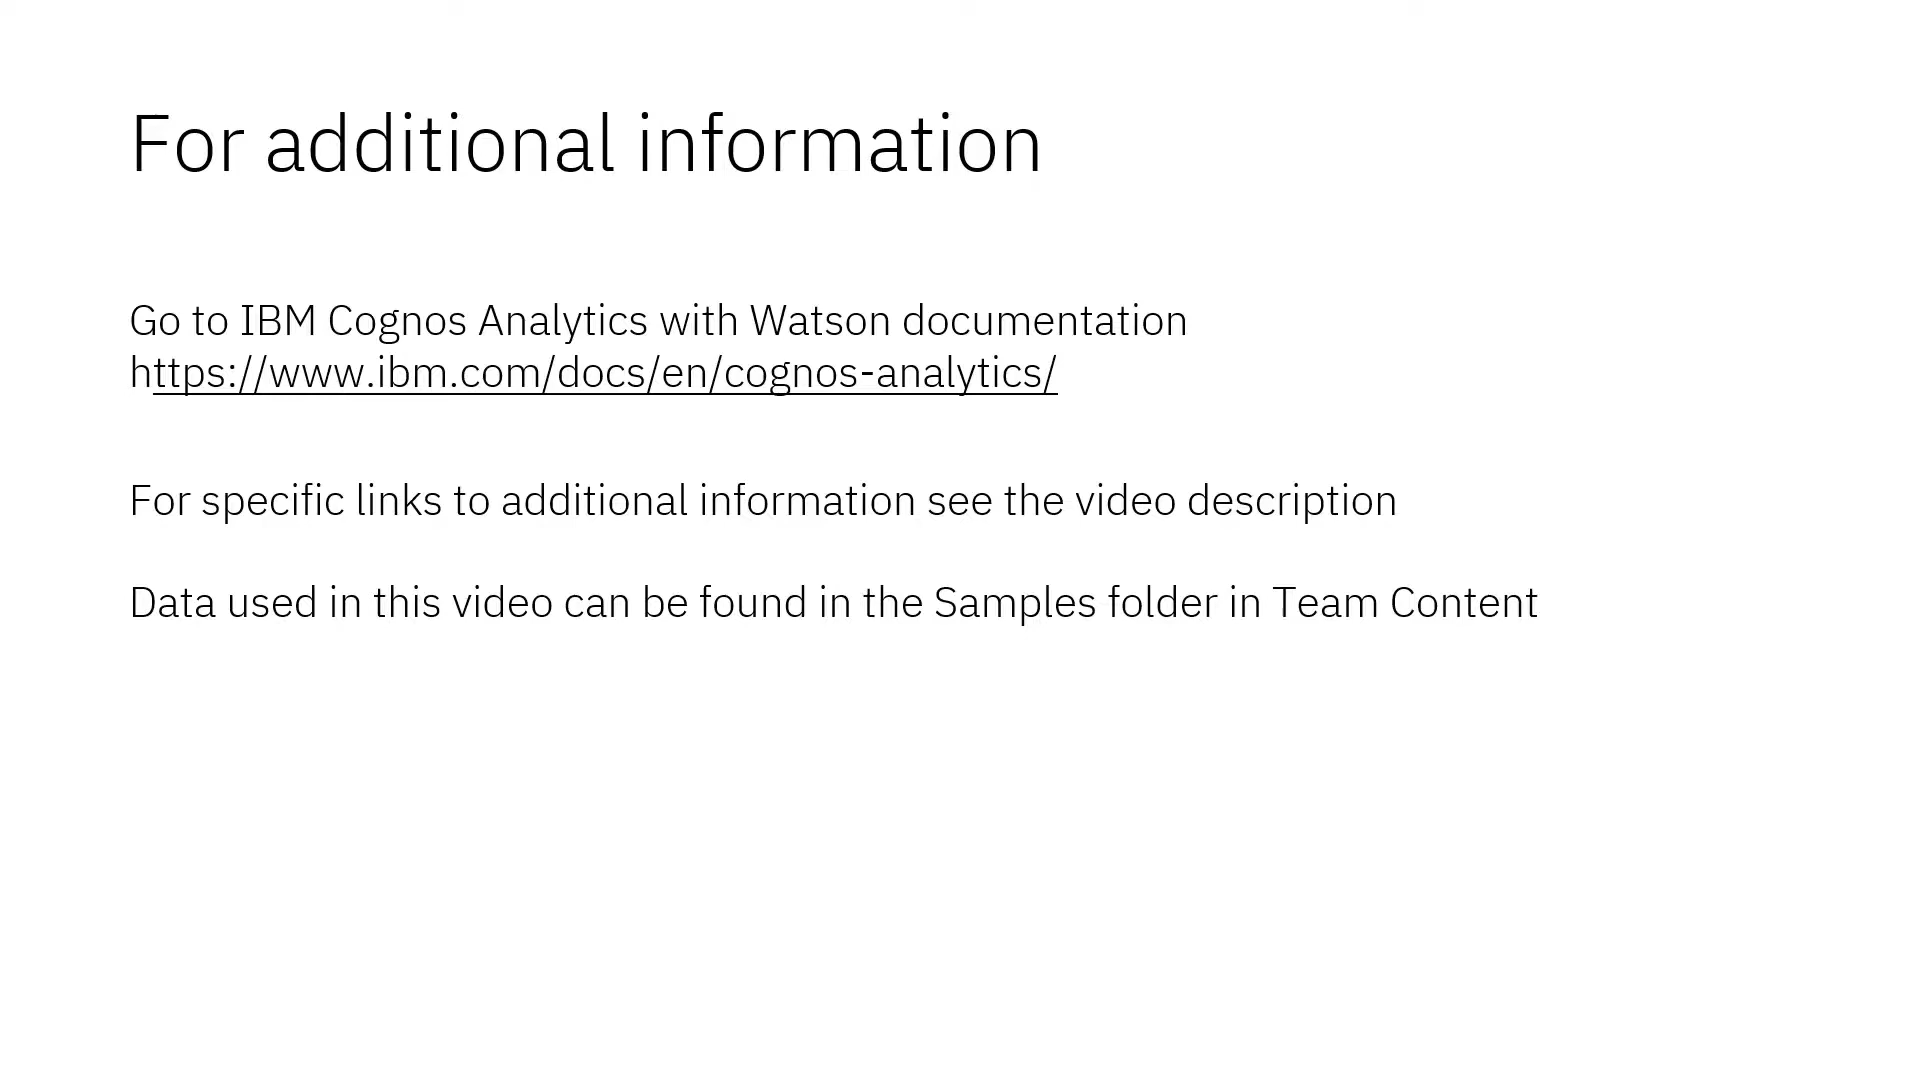 For additional information
Go to IBM Cognos Analytics with Watson documentation
https://www.ibm.com/docs/en/cognos-analytics/
For specific links to additional information see the video description
Data used in this video can be found in the Samples folder in Team Content